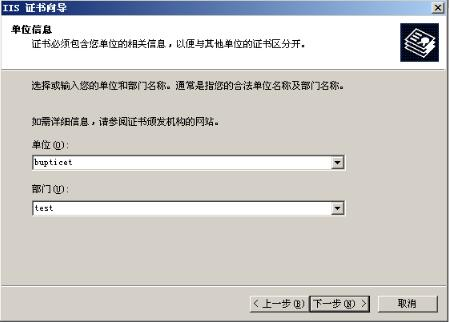 IIS 证书向导
单位信息
证书必须包含您单位的相关信息，以便与其他单位的证书区分开。
选择或输入您的单位和部门名称。通常是指您的合法单位名称及部门名称。
如需详细信息，请参阅证书颁发机构的网站。
单位(O):
bupticet
部门(U):
test
< 上一步(B) 下一步(N) > 取消